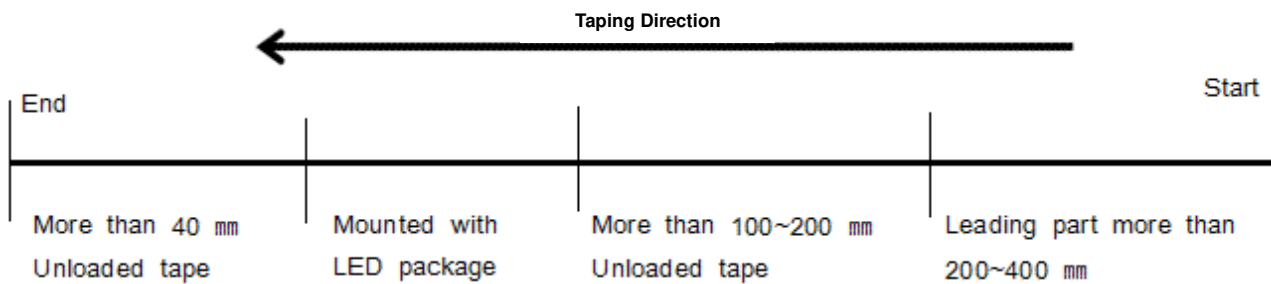 Taping Direction
Start
End
More than 40 ㎜
Unloaded tape
Mounted with
LED package
More than 100~200 ㎜
Unloaded tape
Leading part more than
200~400 ㎜